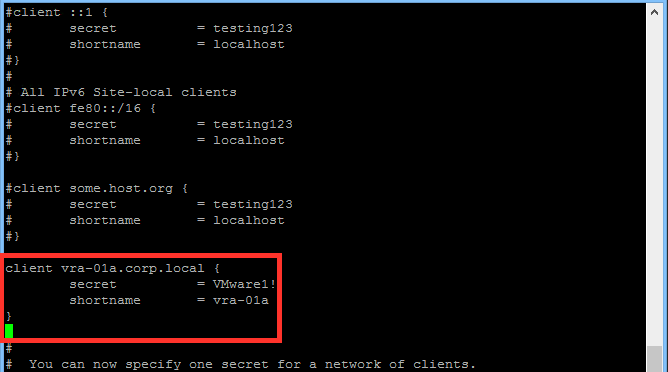 #client ::1 {
#       secret          = testing123
#       shortname       = localhost
#}
#
# All IPv6 Site-local clients
#client fe80::/16 {
#       secret          = testing123
#       shortname       = localhost
#}

#client some.host.org {
#       secret          = testing123
#       shortname       = localhost
#}

client vra-01a.corp.local {
        secret          = VMware1!
        shortname       = vra-01a
}

#
#  You can now specify one secret for a network of clients.